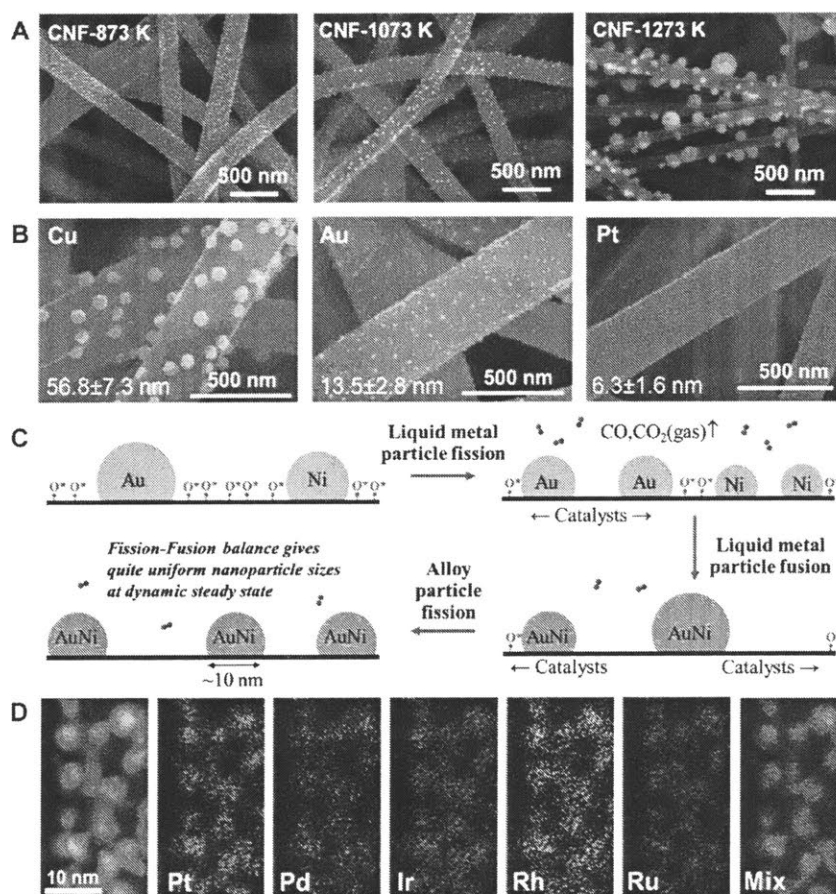 A
CNF-873 K
CNF-1073 K
CNF-1273 K
500 nm
500 nm
500 nm
B
Cu
Au
Pt
56.8±7.3 nm
500 nm
13.5±2.8 nm
500 nm
6.3±1.6 nm
500 nm
C
Liquid metal
particle fission
CO,CO₂(gas)↑
O* O*
Au
O* O* O* O*
Ni
O* O*
O*
Au
Au
O* O*
Ni
Ni
O*
← Catalysts →
Liquid metal
particle fusion
Fission-Fusion balance gives
quite uniform nanoparticle sizes
at dynamic steady state
Alloy
particle
fission
AuNi
AuNi
AuNi
~10 nm
O*
AuNi
AuNi
O*
← Catalysts
Catalysts →
D
10 nm
Pt
Pd
Ir
Rh
Ru
Mix